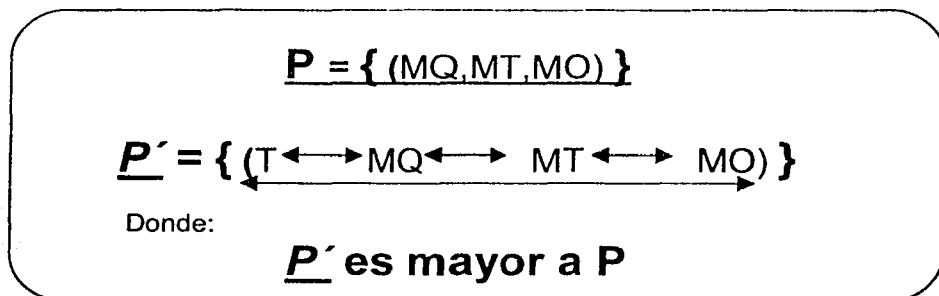 P = { (MQ,MT,MO) }
P´ = { (T ↔ MQ ↔ MT ↔ MO) }
Donde:
P´ es mayor a P